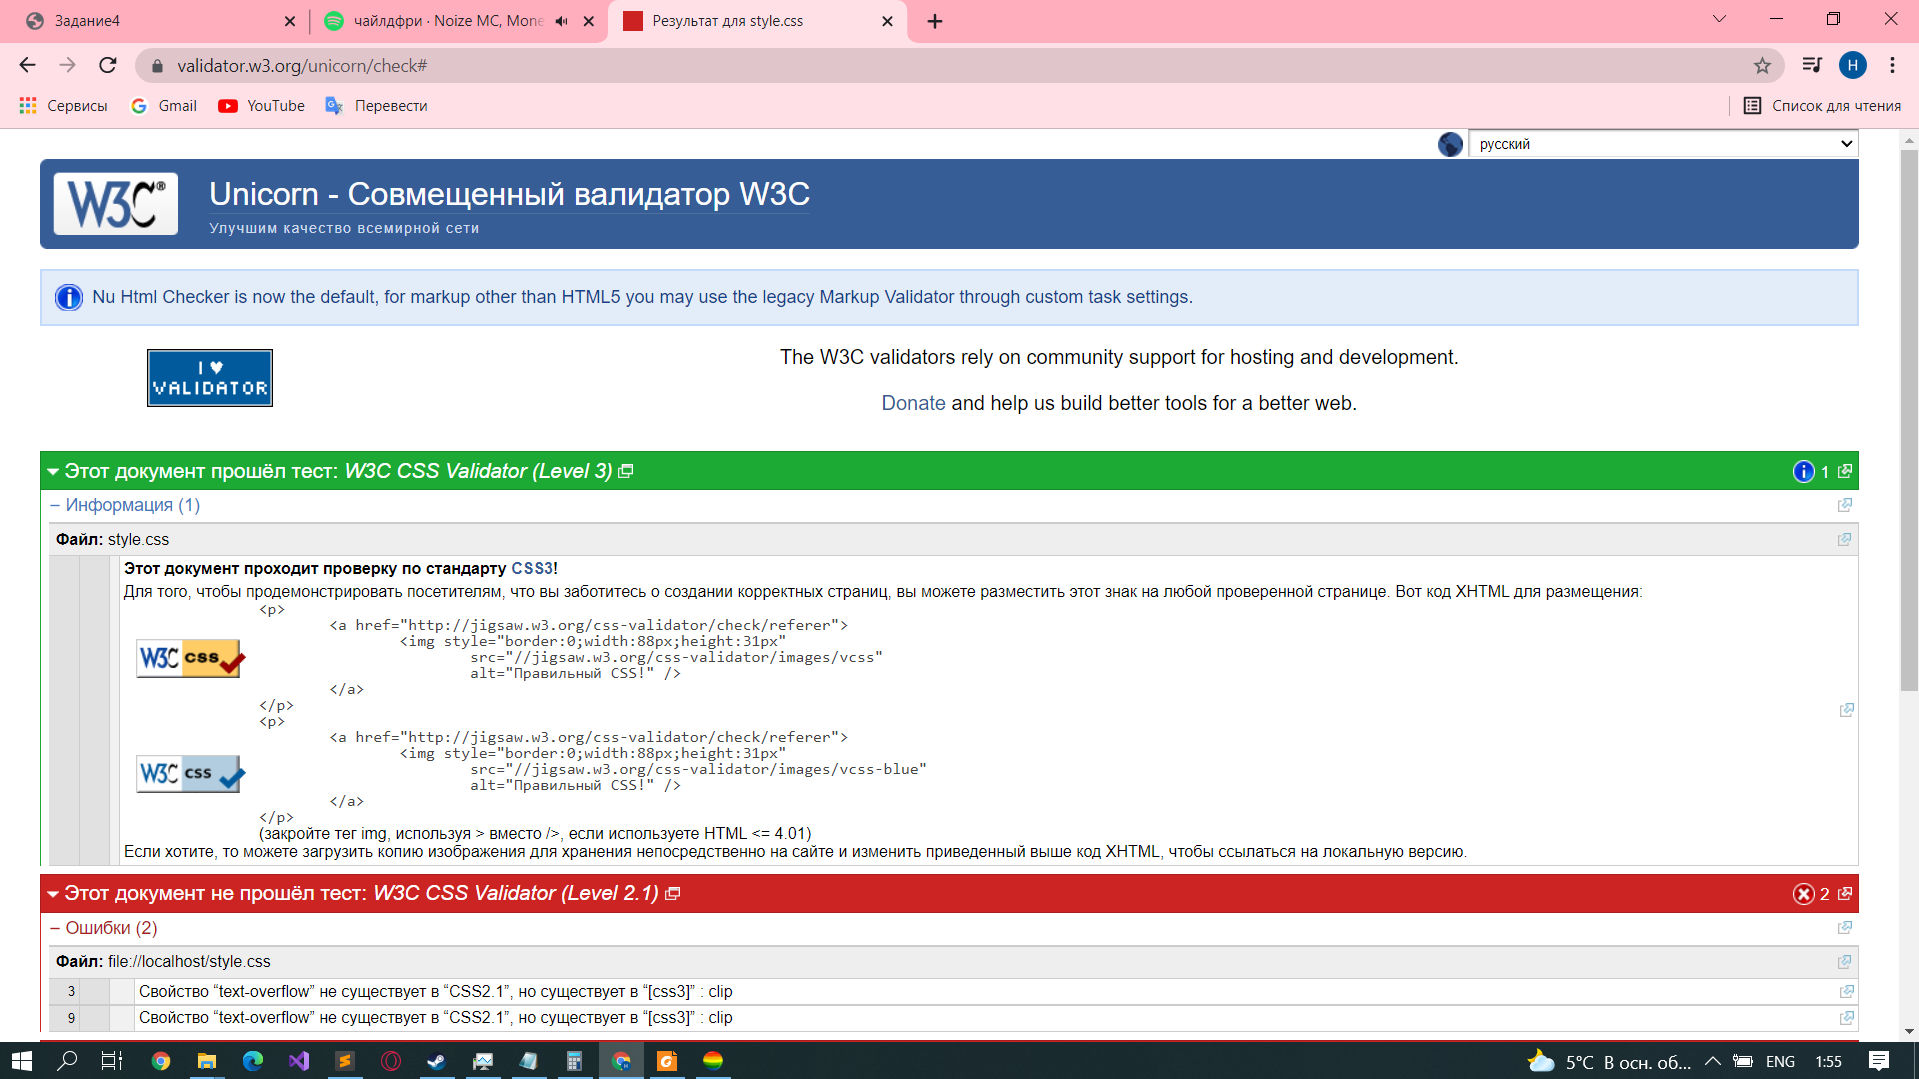 Задание4
чайлдфри · Noize MC, Mone
Результат для style.css
validator.w3.org/unicorn/check#
H
Сервисы
Gmail
YouTube
Перевести
Список для чтения
русский
W3C®
Unicorn - Совмещенный валидатор W3C
Улучшим качество всемирной сети
Nu Html Checker is now the default, for markup other than HTML5 you may use the legacy Markup Validator through custom task settings.
I ♥
VALIDATOR
The W3C validators rely on community support for hosting and development.
Donate and help us build better tools for a better web.
Этот документ прошёл тест: W3C CSS Validator (Level 3)
1
− Информация (1)
Файл: style.css
Этот документ проходит проверку по стандарту CSS3!
Для того, чтобы продемонстрировать посетителям, что вы заботитесь о создании корректных страниц, вы можете разместить этот знак на любой проверенной странице. Вот код XHTML для размещения:
<p>
<a href="http://jigsaw.w3.org/css-validator/check/referer">
<img style="border:0;width:88px;height:31px"
src="//jigsaw.w3.org/css-validator/images/vcss"
alt="Правильный CSS!" />
</a>
</p>
W3C css
<p>
<a href="http://jigsaw.w3.org/css-validator/check/referer">
<img style="border:0;width:88px;height:31px"
src="//jigsaw.w3.org/css-validator/images/vcss-blue"
alt="Правильный CSS!" />
</a>
</p>
W3C css
(закройте тег img, используя > вместо />, если используете HTML <= 4.01)
Если хотите, то можете загрузить копию изображения для хранения непосредственно на сайте и изменить приведенный выше код XHTML, чтобы ссылаться на локальную версию.
Этот документ не прошёл тест: W3C CSS Validator (Level 2.1)
2
− Ошибки (2)
Файл: file://localhost/style.css
3 Свойство “text-overflow” не существует в “CSS2.1”, но существует в “[css3]” : clip
9 Свойство “text-overflow” не существует в “CSS2.1”, но существует в “[css3]” : clip
5°C В осн. об...
ENG
1:55